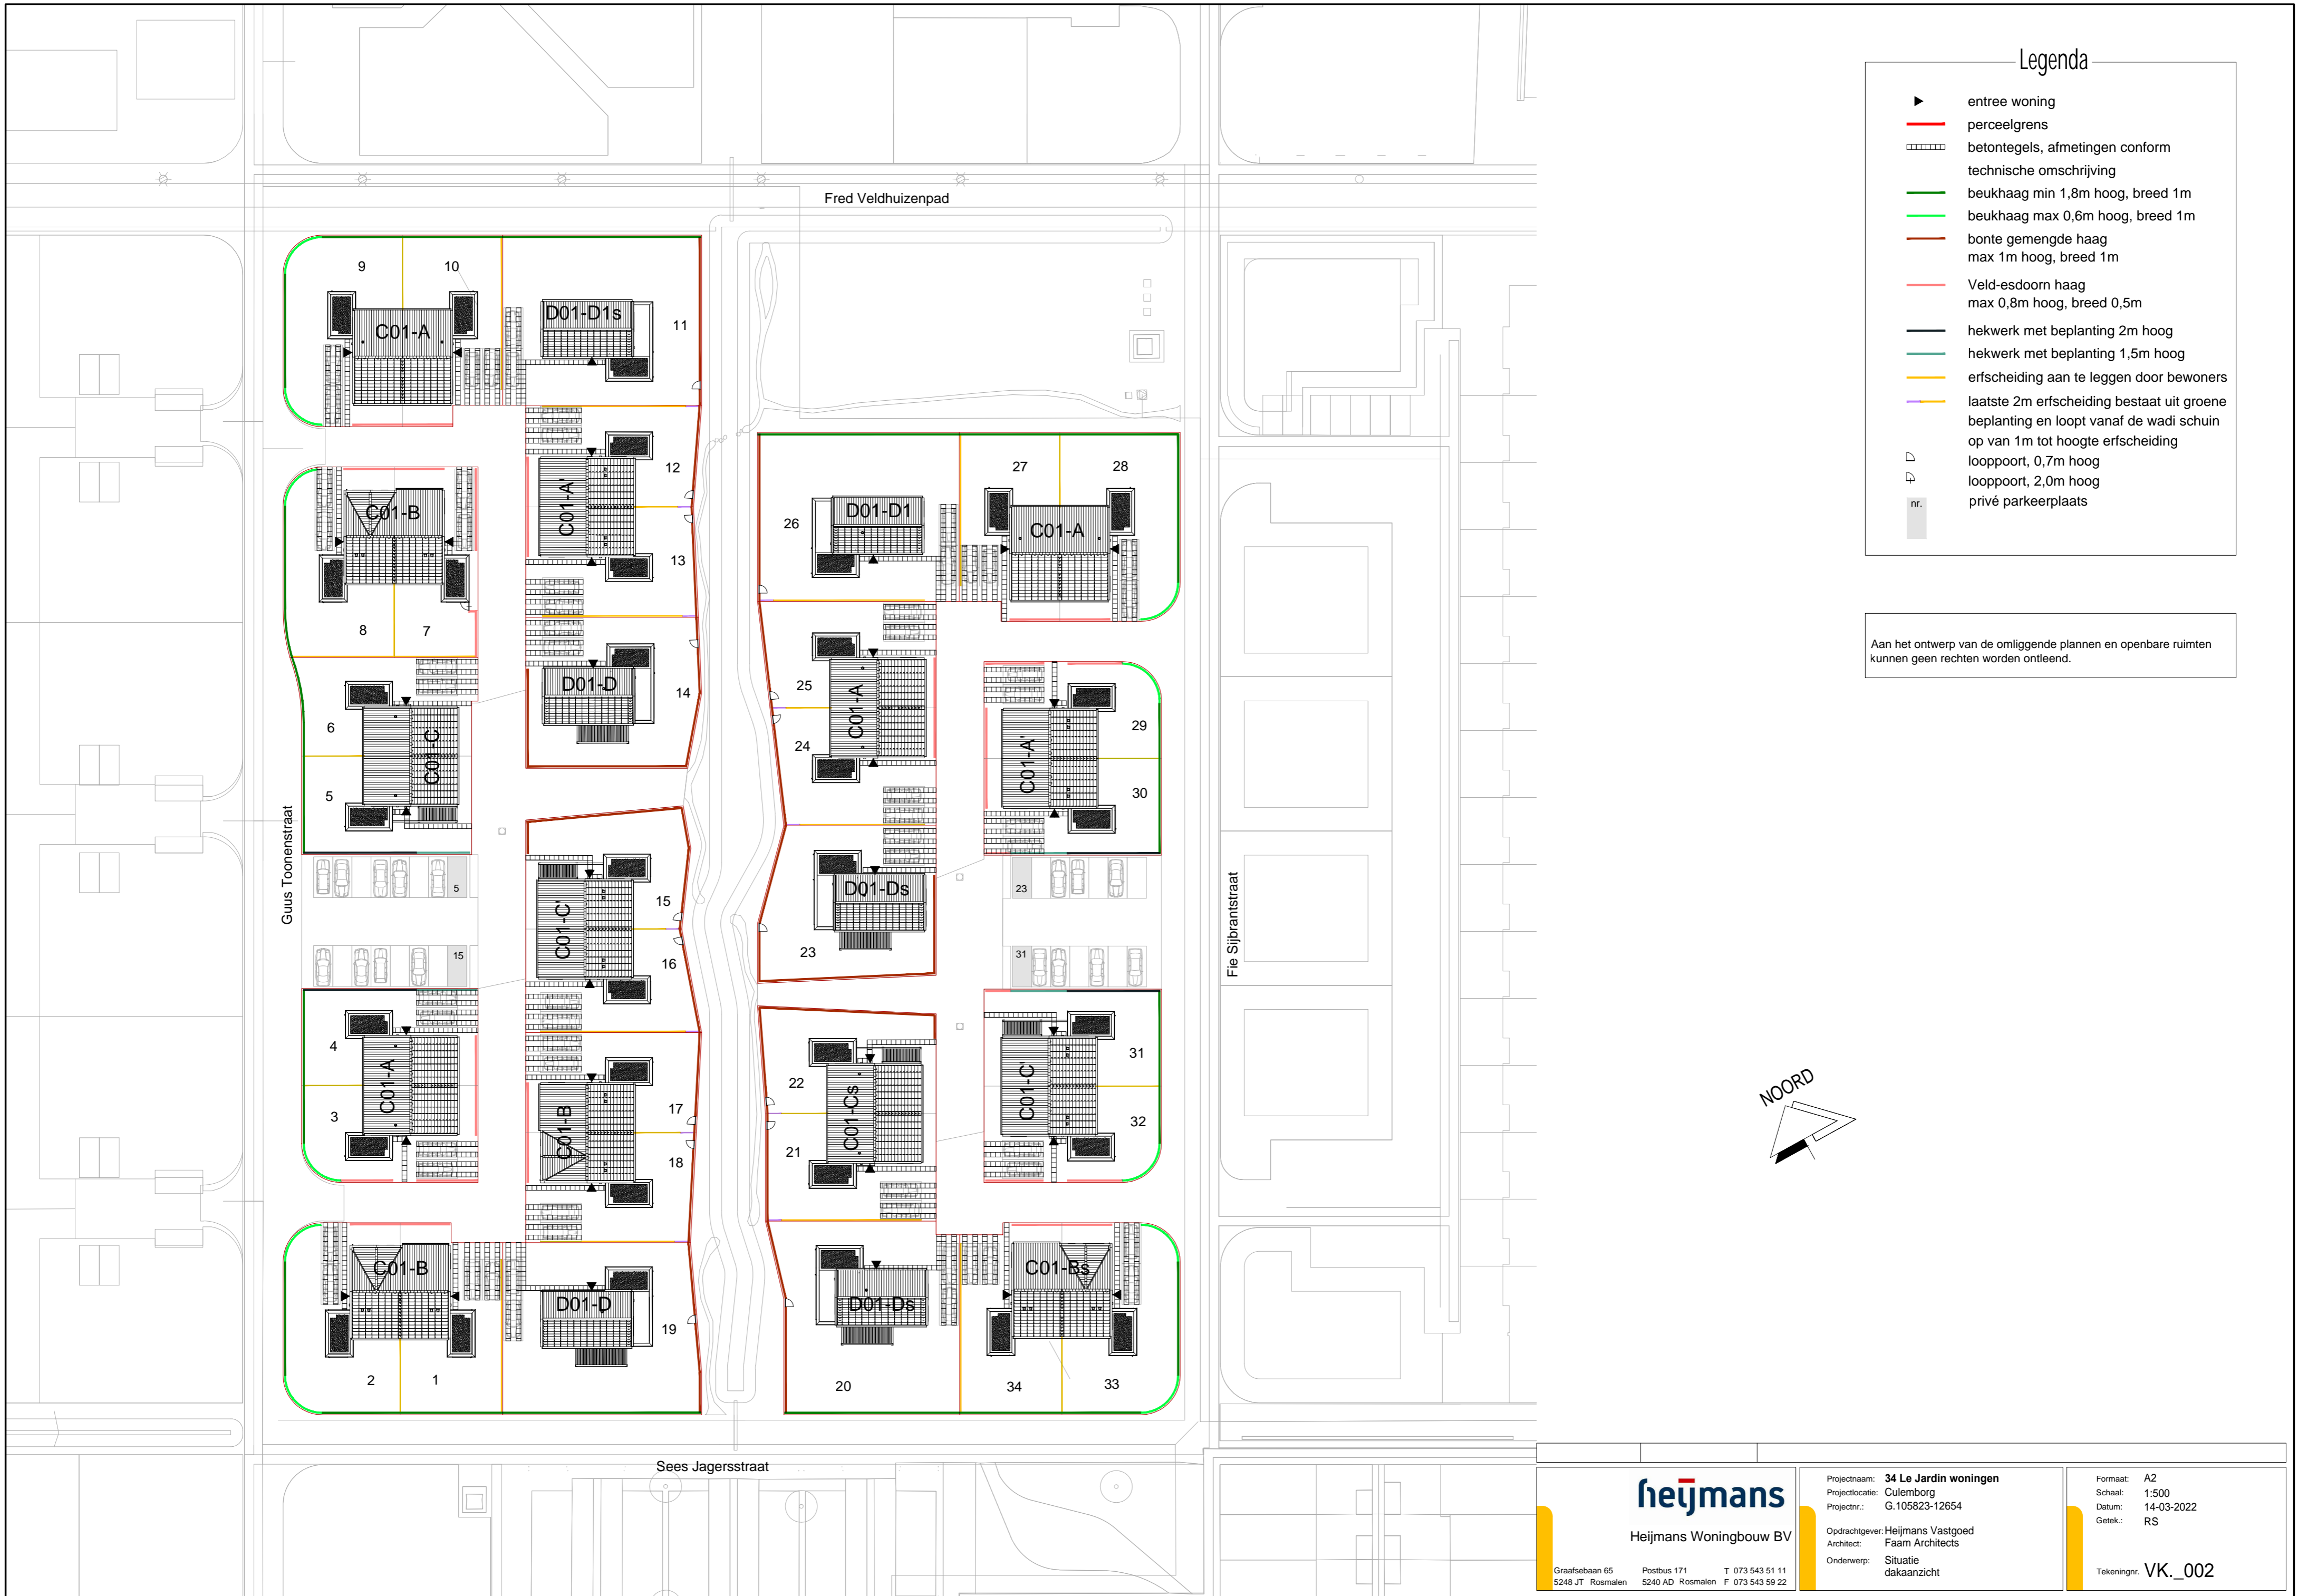 Legenda
entree woning
perceelgrens
betontegels, afmetingen conform
technische omschrijving
beukhaag min 1,8m hoog, breed 1m
beukhaag max 0,6m hoog, breed 1m
bonte gemengde haag
max 1m hoog, breed 1m
Veld-esdoorn haag
max 0,8m hoog, breed 0,5m
hekwerk met beplanting 2m hoog
hekwerk met beplanting 1,5m hoog
erfscheiding aan te leggen door bewoners
laatste 2m erfscheiding bestaat uit groene
beplanting en loopt vanaf de wadi schuin
op van 1m tot hoogte erfscheiding
looppoort, 0,7m hoog
looppoort, 2,0m hoog
nr. privé parkeerplaats
Aan het ontwerp van de omliggende plannen en openbare ruimten
kunnen geen rechten worden ontleend.
NOORD
Fred Veldhuizenpad
9
10
C01-A
D01-D1s
11
12
C01-A'
13
C01-B
8
7
D01-D
14
6
C01-C
5
Guus Toonenstraat
5
15
15
C01-C'
16
4
C01-A
3
17
C01-B
18
C01-B
2
1
D01-D
19
27
28
26
D01-D1
C01-A
25
C01-A
24
29
C01-A'
30
D01-Ds
23
23
31
Fie Sijbrantstraat
22
C01-Cs
21
31
C01-C'
32
D01-Ds
20
C01-Bs
34
33
Sees Jagersstraat
heijmans
Heijmans Woningbouw BV
Graafsebaan 65 Postbus 171 T 073 543 51 11
5248 JT Rosmalen 5240 AD Rosmalen F 073 543 59 22
Projectnaam: 34 Le Jardin woningen
Projectlocatie: Culemborg
Projectnr.: G.105823-12654
Opdrachtgever: Heijmans Vastgoed
Architect: Faam Architects
Onderwerp: Situatie
dakaanzicht
Formaat: A2
Schaal: 1:500
Datum: 14-03-2022
Getek.: RS
Tekeningnr. VK._002